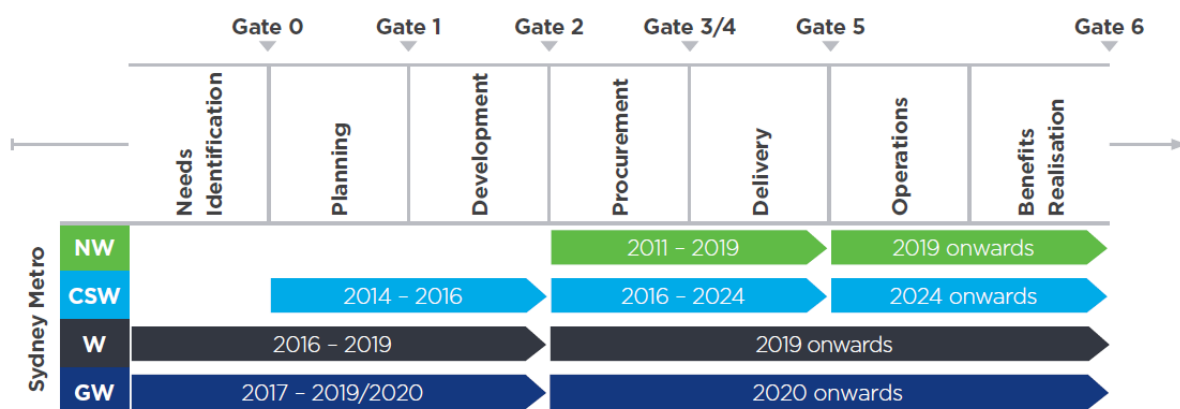 Gate 0 Gate 1 Gate 2 Gate 3/4 Gate 5 Gate 6
Needs
Identification
Planning
Development
Procurement
Delivery
Operations
Benefits
Realisation
Sydney Metro
NW 2011 – 2019 2019 onwards
CSW 2014 – 2016 2016 – 2024 2024 onwards
W 2016 – 2019 2019 onwards
GW 2017 – 2019/2020 2020 onwards